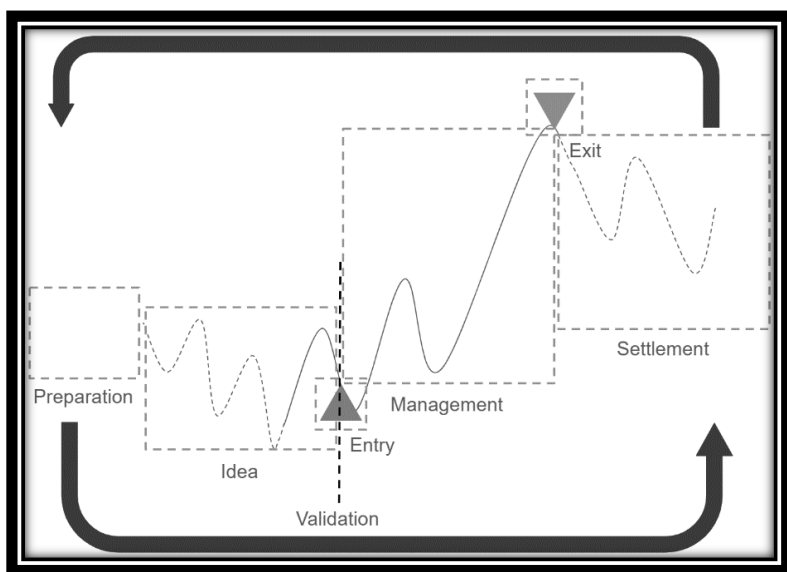 Exit
Settlement
Preparation
Management
Entry
Idea
Validation